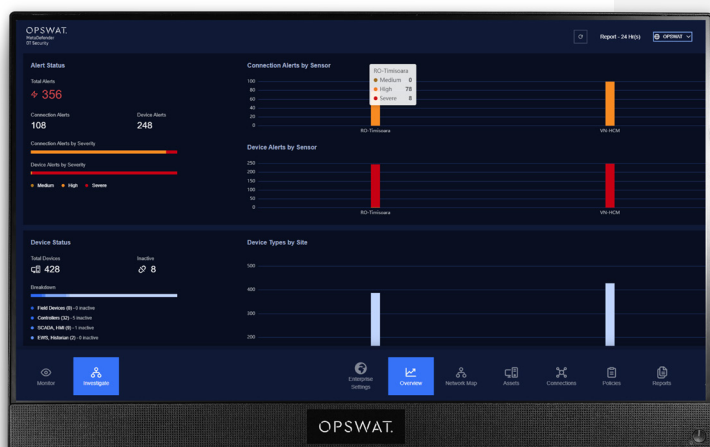 OPSWAT.
MetaDefender
OT Security
Report - 24 Hr(s)
OPSWAT
Alert Status
Total Alerts
356
Connection Alerts
Device Alerts
108
248
Connection Alerts by Severity
Device Alerts by Severity
Medium High Severe
Connection Alerts by Sensor
100
80
60
40
20
0
RO-Timisoara
Medium 0
High 78
Severe 8
RO-Timisoara
VN-HCM
Device Alerts by Sensor
250
200
150
100
50
0
RO-Timisoara
VN-HCM
Device Status
Total Devices
Inactive
428
8
Breakdown
Field Devices (0) - 0 inactive
Controllers (32) - 5 inactive
SCADA, HMI (9) - 1 inactive
EWS, Historian (2) - 0 inactive
Device Types by Site
500
400
300
200
Monitor
Investigate
Enterprise
Settings
Overview
Network Map
Assets
Connections
Policies
Reports
OPSWAT.